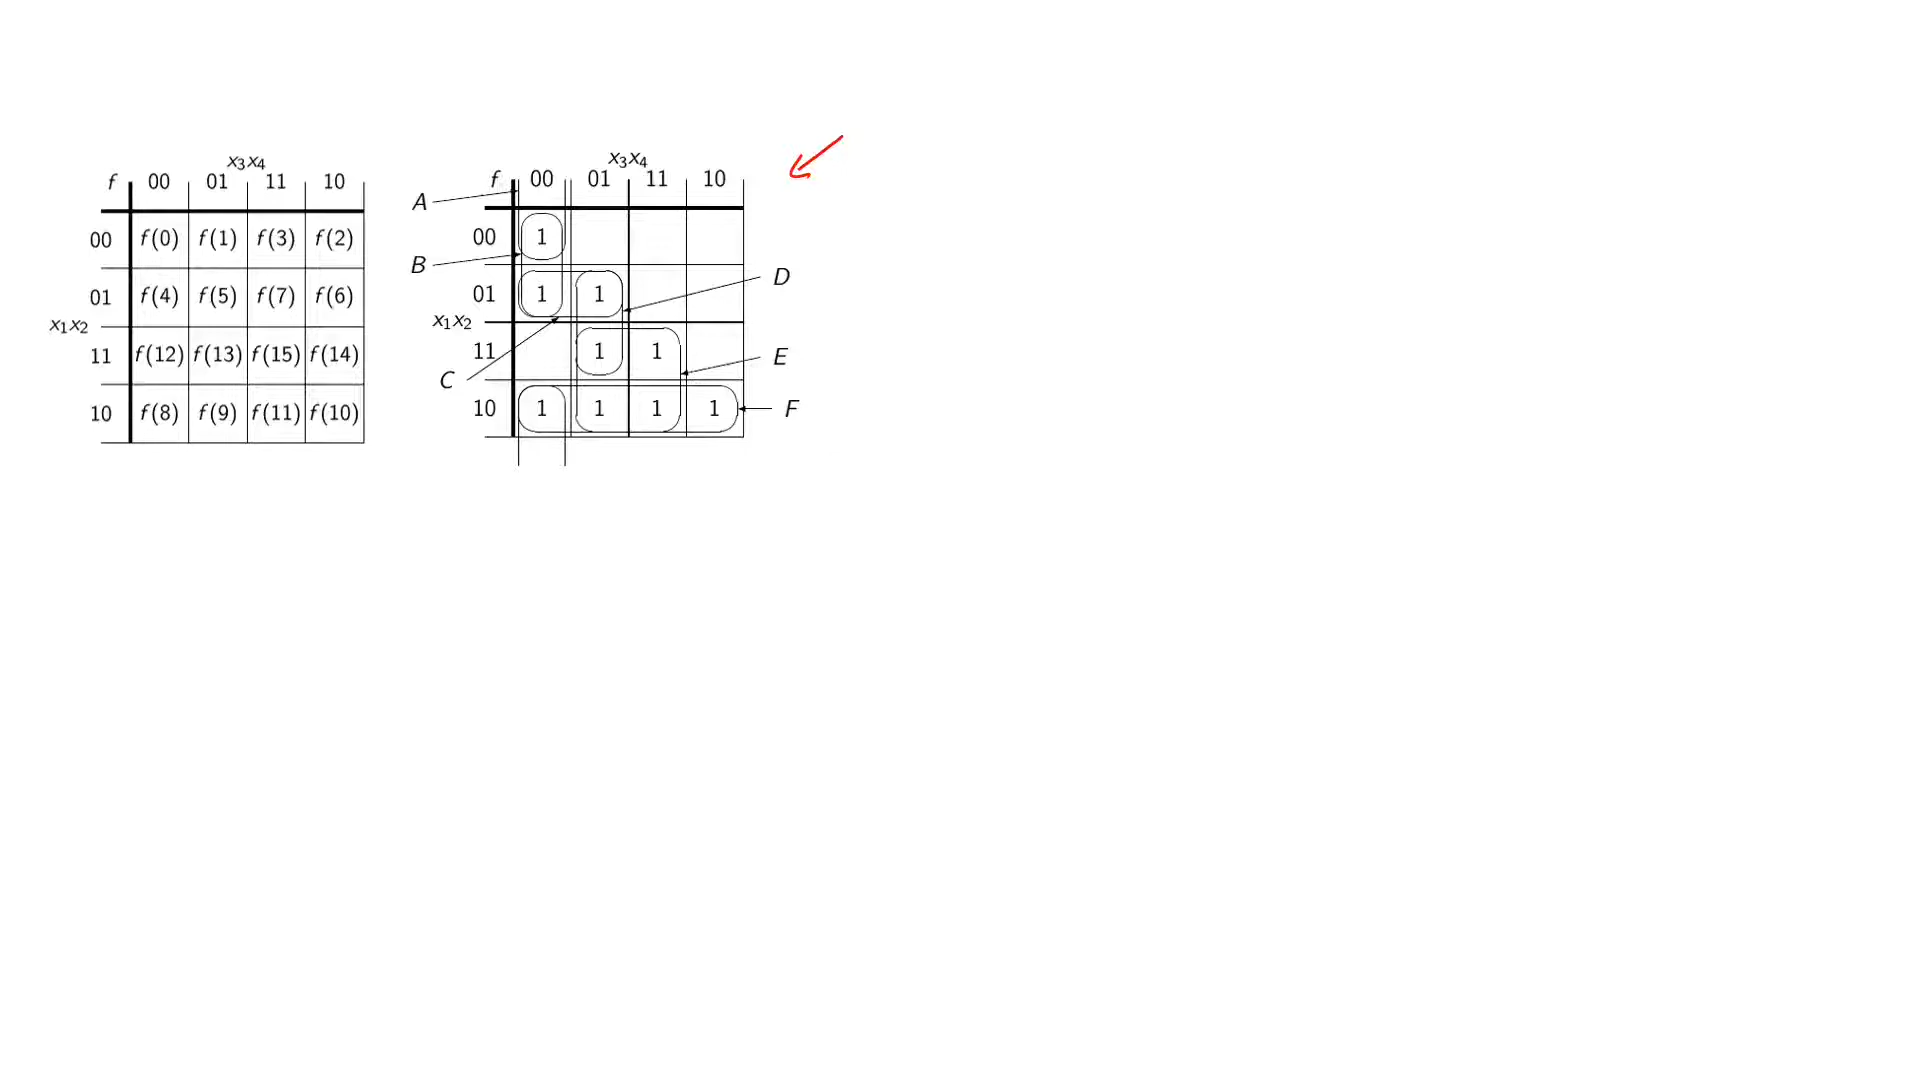 x₃x₄
f 00 01 11 10
00 f(0) f(1) f(3) f(2)
01 f(4) f(5) f(7) f(6)
x₁x₂
11 f(12) f(13) f(15) f(14)
10 f(8) f(9) f(11) f(10)
x₃x₄
f 00 01 11 10
A
00 1
B
D
01 1 1
x₁x₂
11 1 1
E
C
10 1 1 1 1
F